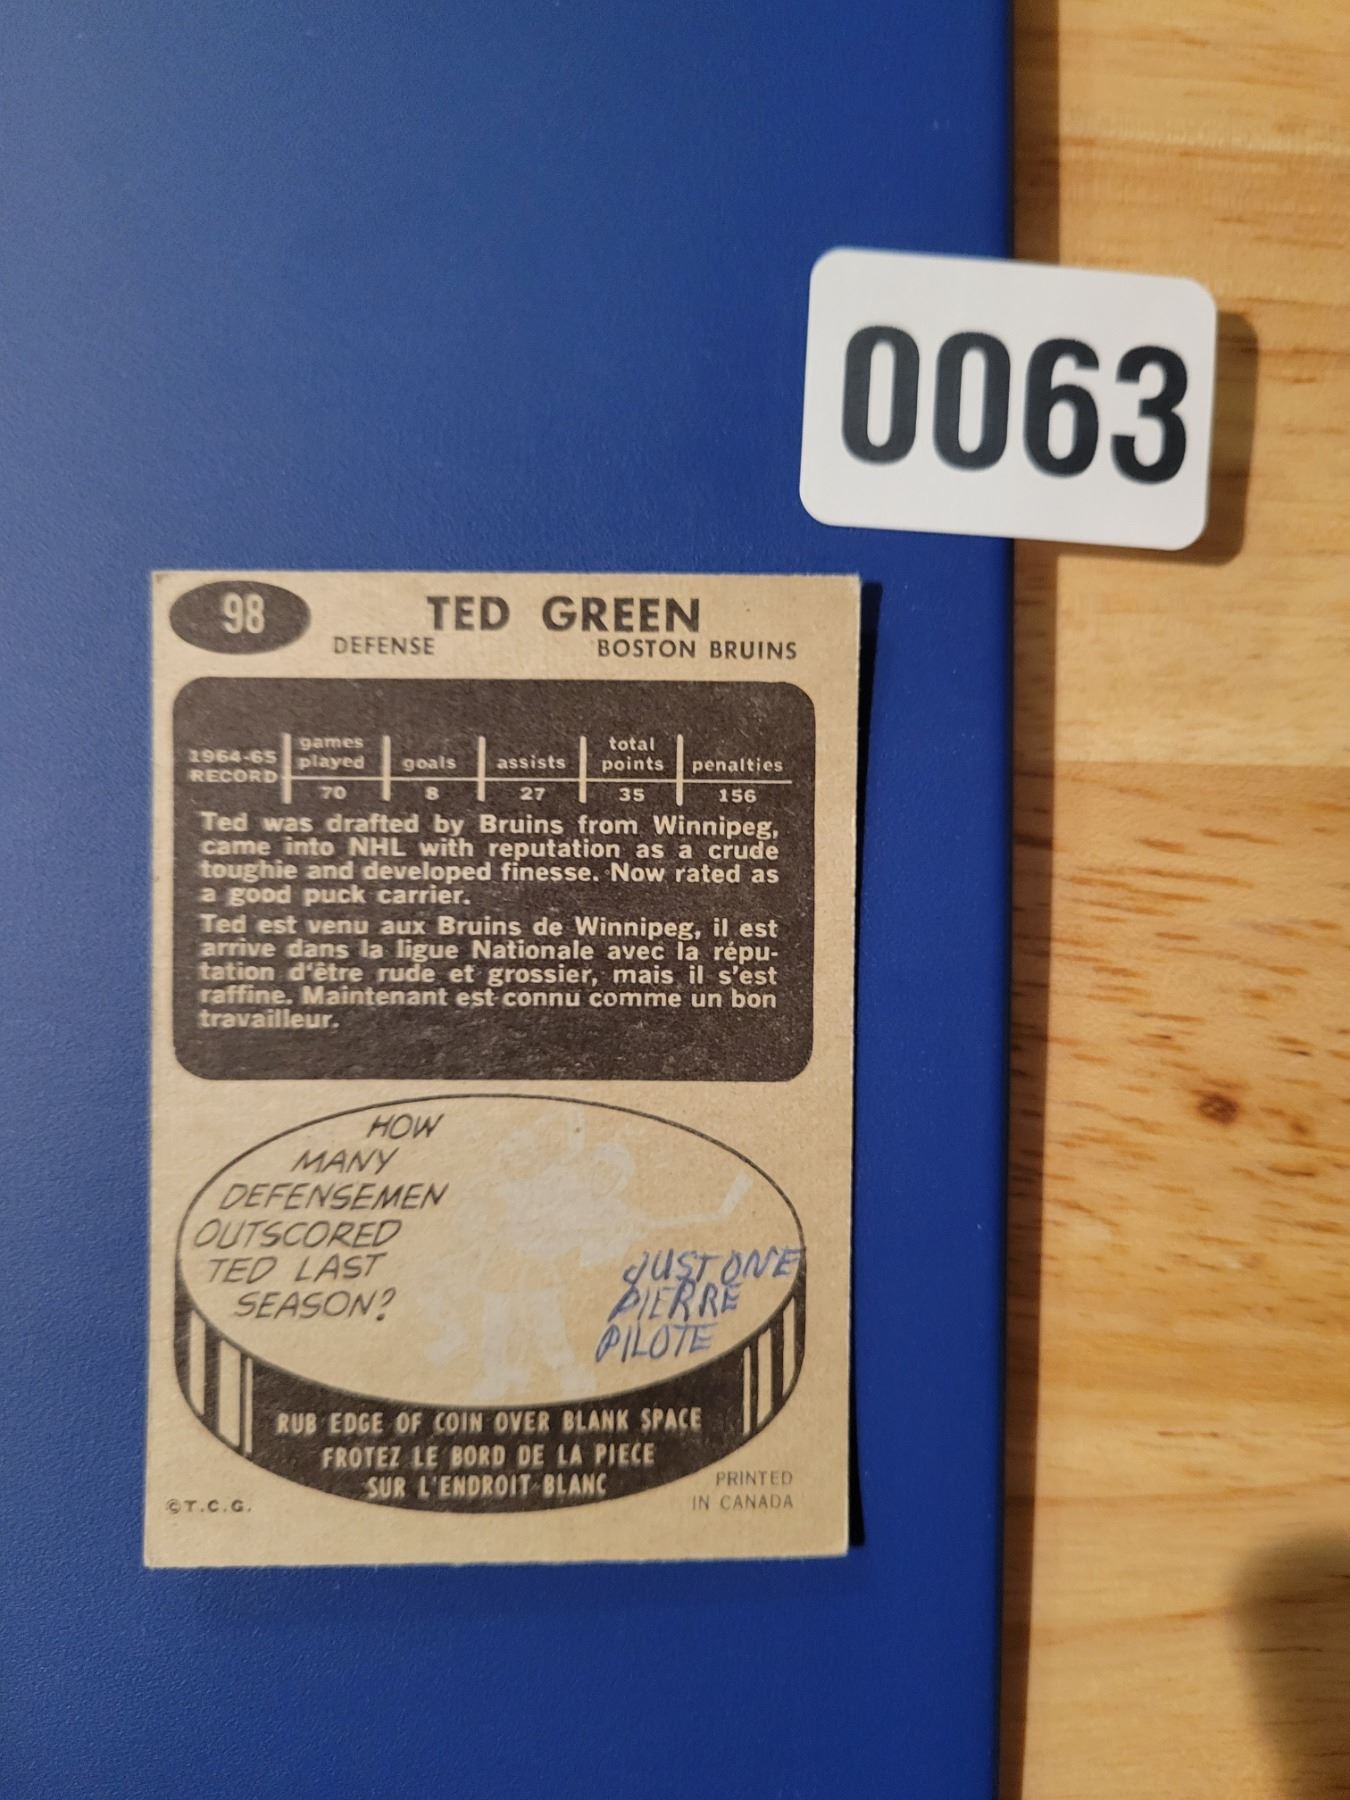 0063
98
TED GREEN
DEFENSE BOSTON BRUINS
1964-65 RECORD games played goals assists total points penalties
70 8 27 35 156
Ted was drafted by Bruins from Winnipeg,
came into NHL with reputation as a crude
toughie and developed finesse. Now rated as
a good puck carrier.
Ted est venu aux Bruins de Winnipeg, il est
arrive dans la ligue Nationale avec la répu-
tation d'être rude et grossier, mais il s'est
raffine. Maintenant est connu comme un bon
travailleur.
HOW
MANY
DEFENSEMEN
OUTSCORED
TED LAST
SEASON?
JUST ONE
PIERRE
PILOTE
RUB EDGE OF COIN OVER BLANK SPACE
FROTEZ LE BORD DE LA PIECE
SUR L'ENDROIT BLANC
©T.C.G.
PRINTED
IN CANADA